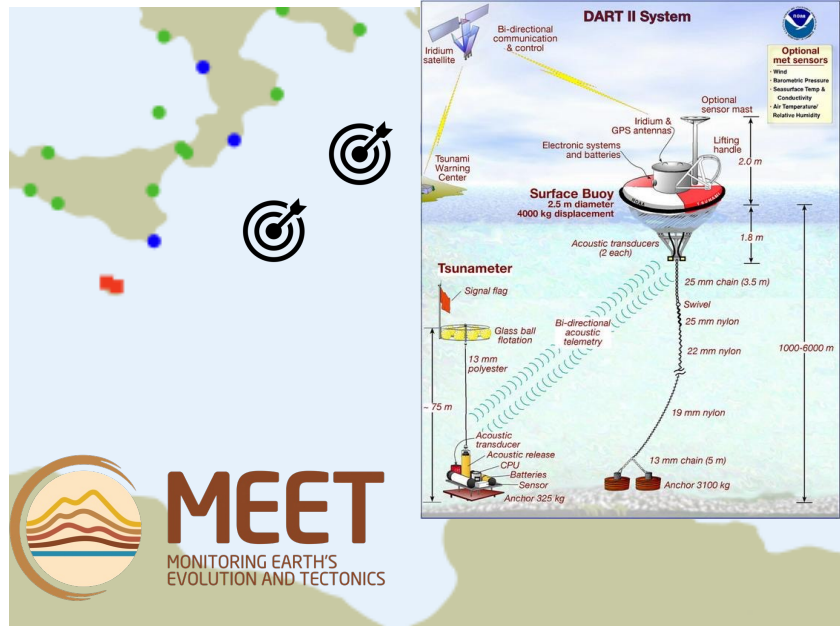 DART II System
noaa
Optional
met sensors
· Wind
· Barometric Pressure
· Seasurface Temp &
Conductivity
· Air Temperature/
Relative Humidity
Bi-directional
communication
& control
Iridium
satellite
Optional
sensor mast
Iridium &
GPS antennas
Electronic systems
and batteries
Lifting
handle
2.0 m
Tsunami
Warning
Center
Surface Buoy
2.5 m diameter
4000 kg displacement
1.8 m
Acoustic transducers
(2 each)
Tsunameter
Signal flag
25 mm chain (3.5 m)
Swivel
25 mm nylon
Glass ball
flotation
Bi-directional
acoustic
telemetry
22 mm nylon
1000-6000 m
13 mm
polyester
~ 75 m
19 mm nylon
Acoustic
transducer
Acoustic release
CPU
Batteries
Sensor
Anchor 325 kg
13 mm chain (5 m)
Anchor 3100 kg
MEET
MONITORING EARTH'S
EVOLUTION AND TECTONICS